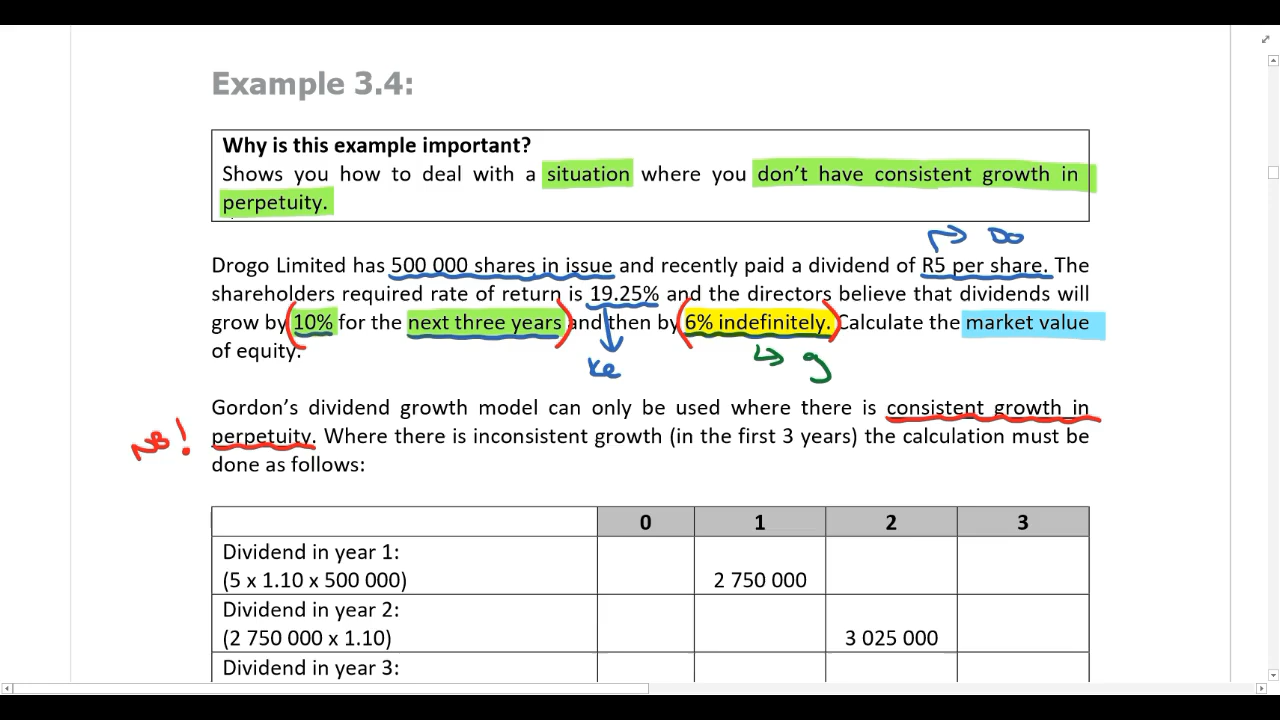 Example 3.4:
Why is this example important?
Shows you how to deal with a situation where you don't have consistent growth in
perpetuity.
Do
Drogo Limited has 500 000 shares in issue and recently paid a dividend of R5 per share. The
shareholders required rate of return is 19.25% and the directors believe that dividends will
grow by (10% for the next three years) and then by (6% indefinitely.) Calculate the market value
of equity.
ke
g
Gordon's dividend growth model can only be used where there is consistent growth in
NB! perpetuity. Where there is inconsistent growth (in the first 3 years) the calculation must be
done as follows:
0 1 2 3
Dividend in year 1:
(5 x 1.10 x 500 000) 2 750 000
Dividend in year 2:
(2 750 000 x 1.10) 3 025 000
Dividend in year 3: